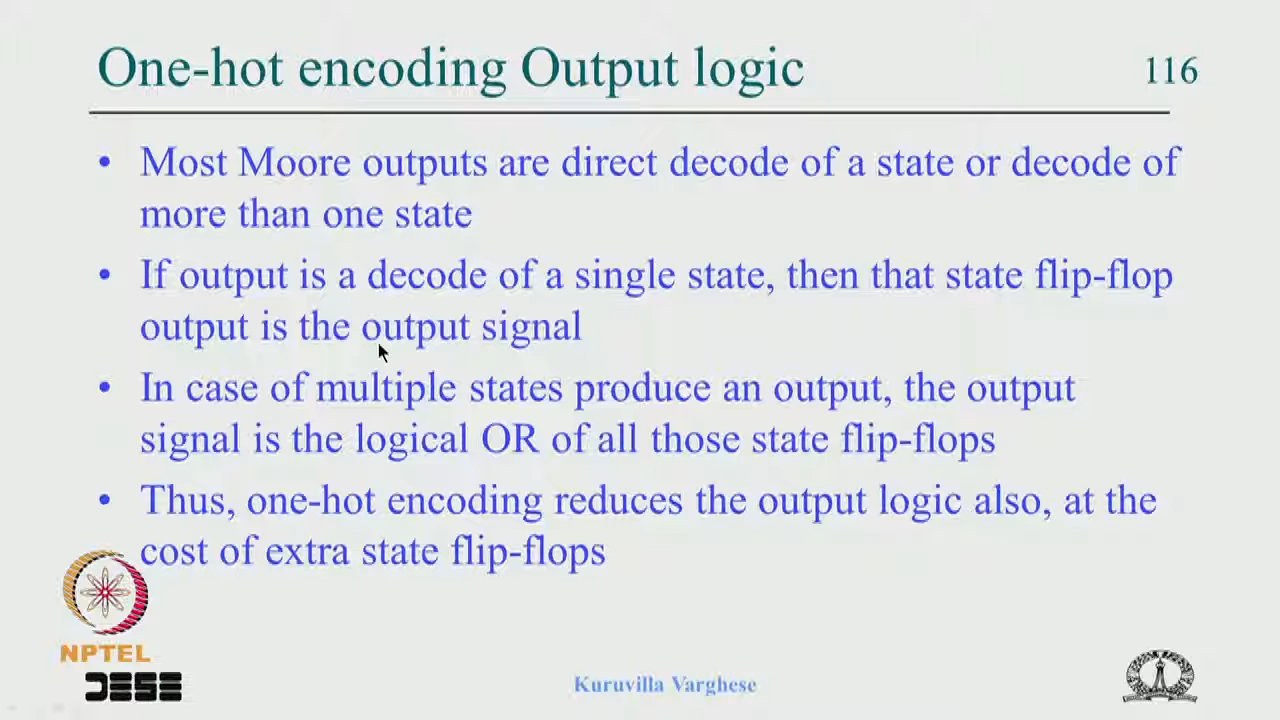 One-hot encoding Output logic
116
• Most Moore outputs are direct decode of a state or decode of
more than one state
• If output is a decode of a single state, then that state flip-flop
output is the output signal
• In case of multiple states produce an output, the output
signal is the logical OR of all those state flip-flops
• Thus, one-hot encoding reduces the output logic also, at the
cost of extra state flip-flops
NPTEL
DESE
Kuruvilla Varghese